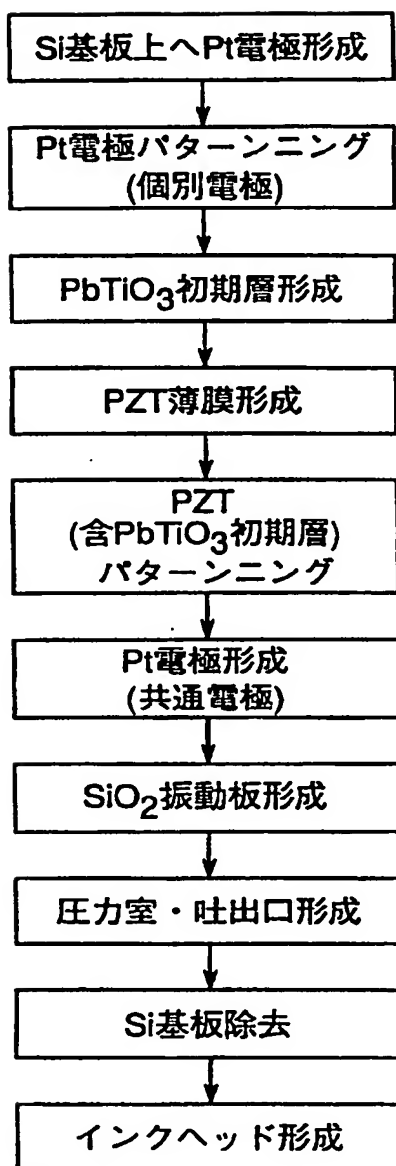 Si基板上へPt電極形成
Pt電極パターンニング
(個別電極)
PbTiO3初期層形成
PZT薄膜形成
PZT
(含PbTiO3初期層)
パターンニング
Pt電極形成
(共通電極)
SiO2振動板形成
圧力室・吐出口形成
Si基板除去
インクヘッド形成